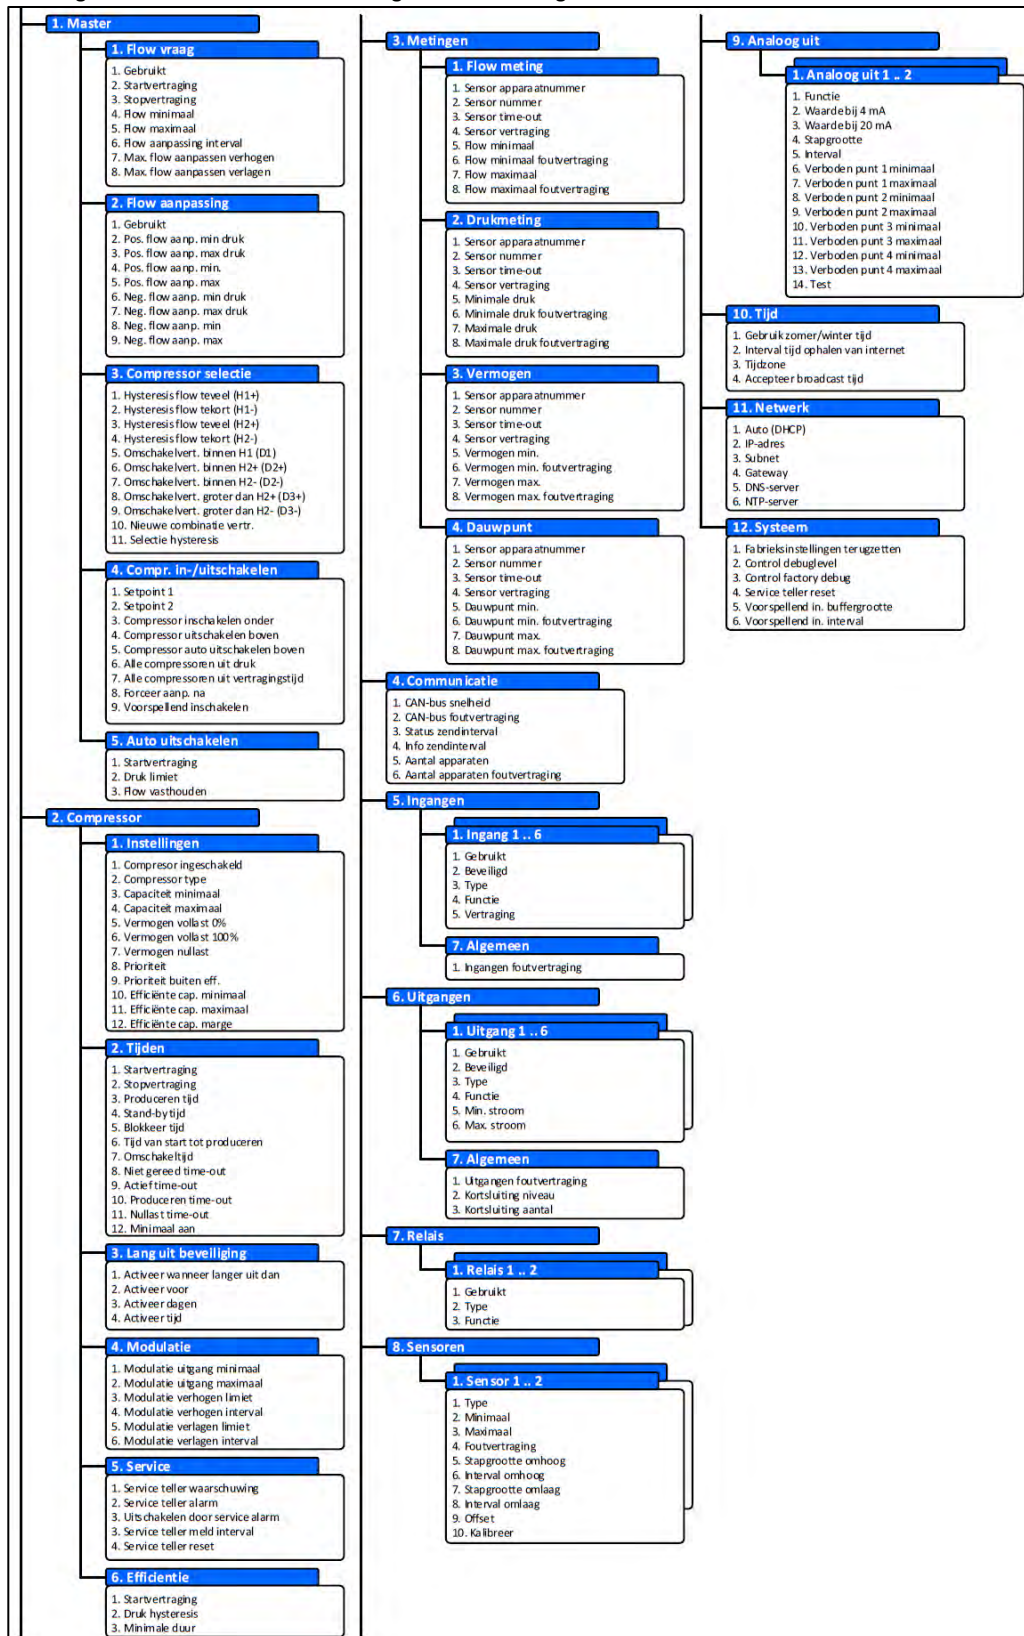 1. Master
1. Flow vraag
1. Gebruikt
2. Startvertraging
3. Stopvertraging
4. Flow minimaal
5. Flow maximaal
6. Flow aanpassing interval
7. Max. flow aanpassen verhogen
8. Max. flow aanpassen verlagen
2. Flow aanpassing
1. Gebruikt
2. Pos. flow aanp. min druk
3. Pos. flow aanp. max druk
4. Pos. flow aanp. min.
5. Pos. flow aanp. max
6. Neg. flow aanp. min druk
7. Neg. flow aanp. max druk
8. Neg. flow aanp. min
9. Neg. flow aanp. max
3. Compressor selectie
1. Hysteresis flow teveel (H1+)
2. Hysteresis flow tekort (H1-)
3. Hysteresis flow teveel (H2+)
4. Hysteresis flow tekort (H2-)
5. Omschakelvert. binnen H1 (D1)
6. Omschakelvert. binnen H2+ (D2+)
7. Omschakelvert. binnen H2- (D2-)
8. Omschakelvert. groter dan H2+ (D3+)
9. Omschakelvert. groter dan H2- (D3-)
10. Nieuwe combinatie vertr.
11. Selectie hysteresis
4. Compr. in-/uitschakelen
1. Setpoint 1
2. Setpoint 2
3. Compressor inschakelen onder
4. Compressor uitschakelen boven
5. Compressor auto uitschakelen boven
6. Alle compressoren uit druk
7. Alle compressoren uit vertragingstijd
8. Forceer aanp. na
9. Voorspellend inschakelen
5. Auto uitschakelen
1. Startvertraging
2. Druk limiet
3. Flow vasthouden
2. Compressor
1. Instellingen
1. Compresor ingeschakeld
2. Compressor type
3. Capaciteit minimaal
4. Capaciteit maximaal
5. Vermogen vollast 0%
6. Vermogen vollast 100%
7. Vermogen nullast
8. Prioriteit
9. Prioriteit buiten eff.
10. Efficiënte cap. minimaal
11. Efficiënte cap. maximaal
12. Efficiënte cap. marge
2. Tijden
1. Startvertraging
2. Stopvertraging
3. Produceren tijd
4. Stand-by tijd
5. Blokkeer tijd
6. Tijd van start tot produceren
7. Omschakeltijd
8. Niet gereed time-out
9. Actief time-out
10. Produceren time-out
11. Nullast time-out
12. Minimaal aan
3. Lang uit beveiliging
1. Activeer wanneer langer uit dan
2. Activeer voor
3. Activeer dagen
4. Activeer tijd
4. Modulatie
1. Modulatie uitgang minimaal
2. Modulatie uitgang maximaal
3. Modulatie verhogen limiet
4. Modulatie verhogen interval
5. Modulatie verlagen limiet
6. Modulatie verlagen interval
5. Service
1. Service teller waarschuwing
2. Service teller alarm
3. Uitschakelen door service alarm
3. Service teller meld interval
4. Service teller reset
6. Efficientie
1. Startvertraging
2. Druk hysteresis
3. Minimale duur
3. Metingen
1. Flow meting
1. Sensor apparaatnummer
2. Sensor nummer
3. Sensor time-out
4. Sensor vertraging
5. Flow minimaal
6. Flow minimaal foutvertraging
7. Flow maximaal
8. Flow maximaal foutvertraging
2. Drukmeting
1. Sensor apparaatnummer
2. Sensor nummer
3. Sensor time-out
4. Sensor vertraging
5. Minimale druk
6. Minimale druk foutvertraging
7. Maximale druk
8. Maximale druk foutvertraging
3. Vermogen
1. Sensor apparaatnummer
2. Sensor nummer
3. Sensor time-out
4. Sensor vertraging
5. Vermogen min.
6. Vermogen min. foutvertraging
7. Vermogen max.
8. Vermogen max. foutvertraging
4. Dauwpunt
1. Sensor apparaatnummer
2. Sensor nummer
3. Sensor time-out
4. Sensor vertraging
5. Dauwpunt min.
6. Dauwpunt min. foutvertraging
7. Dauwpunt max.
8. Dauwpunt max. foutvertraging
4. Communicatie
1. CAN-bus snelheid
2. CAN-bus foutvertraging
3. Status zendinterval
4. Info zendinterval
5. Aantal apparaten
6. Aantal apparaten foutvertraging
5. Ingangen
1. Ingang 1 .. 6
1. Gebruikt
2. Beveiligd
3. Type
4. Functie
5. Vertraging
7. Algemeen
1. Ingangen foutvertraging
6. Uitgangen
1. Uitgang 1 .. 6
1. Gebruikt
2. Beveiligd
3. Type
4. Functie
5. Min. stroom
6. Max. stroom
7. Algemeen
1. Uitgangen foutvertraging
2. Kortsluiting niveau
3. Kortsluiting aantal
7. Relais
1. Relais 1 .. 2
1. Gebruikt
2. Type
3. Functie
8. Sensoren
1. Sensor 1 .. 2
1. Type
2. Minimaal
3. Maximaal
4. Foutvertraging
5. Stapgrootte omhoog
6. Interval omhoog
7. Stapgrootte omlaag
8. Interval omlaag
9. Offset
10. Kalibreer
9. Analoog uit
1. Analoog uit 1 .. 2
1. Functie
2. Waarde bij 4 mA
3. Waarde bij 20 mA
4. Stapgrootte
5. Interval
6. Verboden punt 1 minimaal
7. Verboden punt 1 maximaal
8. Verboden punt 2 minimaal
9. Verboden punt 2 maximaal
10. Verboden punt 3 minimaal
11. Verboden punt 3 maximaal
12. Verboden punt 4 minimaal
13. Verboden punt 4 maximaal
14. Test
10. Tijd
1. Gebruik zomer/winter tijd
2. Interval tijd ophalen van internet
3. Tijdzone
4. Accepteer broadcast tijd
11. Netwerk
1. Auto (DHCP)
2. IP-adres
3. Subnet
4. Gateway
5. DNS-server
6. NTP-server
12. Systeem
1. Fabrieksinstellingen terugzetten
2. Control debuglevel
3. Control factory debug
4. Service teller reset
5. Voorspellend in. buffergrootte
6. Voorspellend in. interval